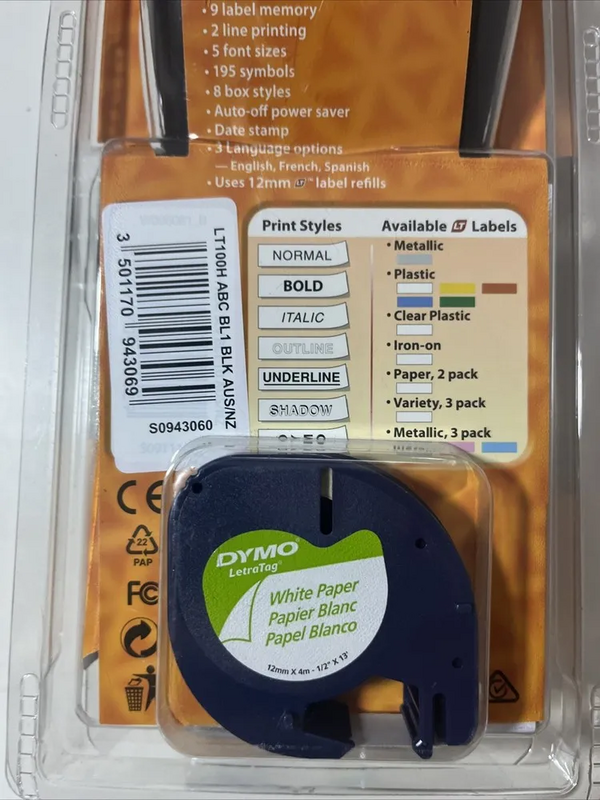 • 9 label memory
• 2 line printing
• 5 font sizes
• 195 symbols
• 8 box styles
• Auto-off power saver
• Date stamp
• 3 Language options
— English, French, Spanish
• Uses 12mm LT™ label refills
LT100H ABC BL1 BLK AUS/NZ
3 501170 943069
S0943060
Print Styles
NORMAL
BOLD
ITALIC
OUTLINE
UNDERLINE
SHADOW
Available LT Labels
• Metallic
• Plastic
• Clear Plastic
• Iron-on
• Paper, 2 pack
• Variety, 3 pack
• Metallic, 3 pack
CE
22
PAP
FC
DYMO
LetraTag®
White Paper
Papier Blanc
Papel Blanco
12mm X 4m - 1/2" X 13'